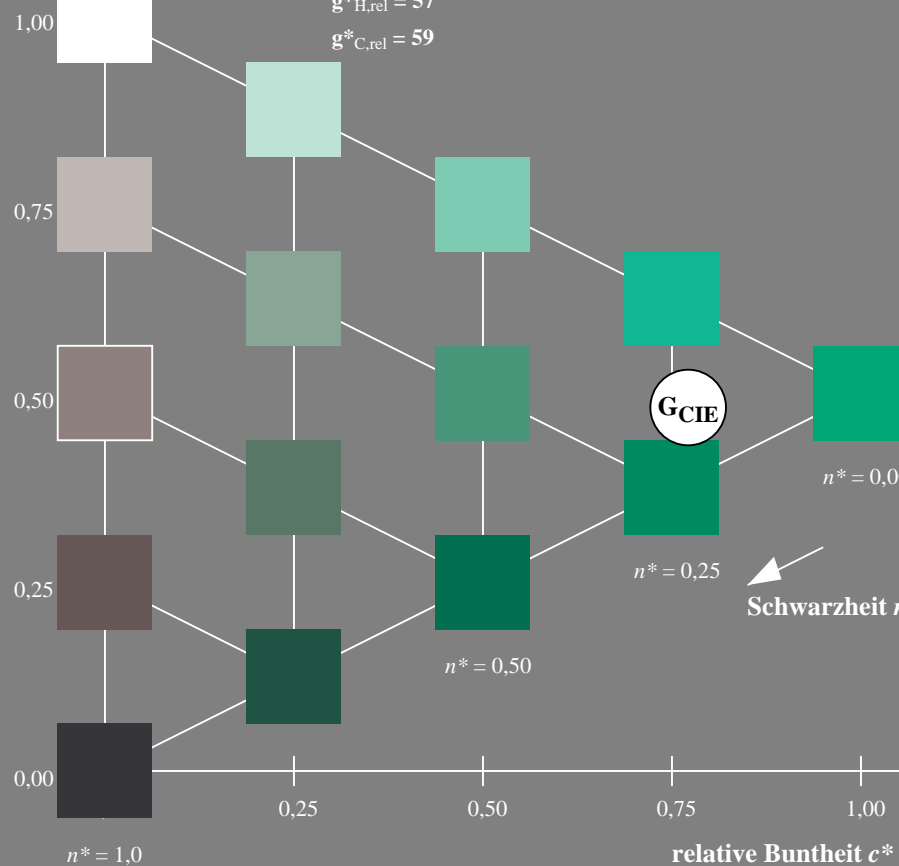 g*H,rel = 57
1,00
g*C,rel = 59
0,75
0,50
GCIE
n* = 0,0
n* = 0,25
0,25
Schwarzheit n
n* = 0,50
0,00
0,25
0,50
0,75
1,00
n* = 1,0
relative Buntheit c*